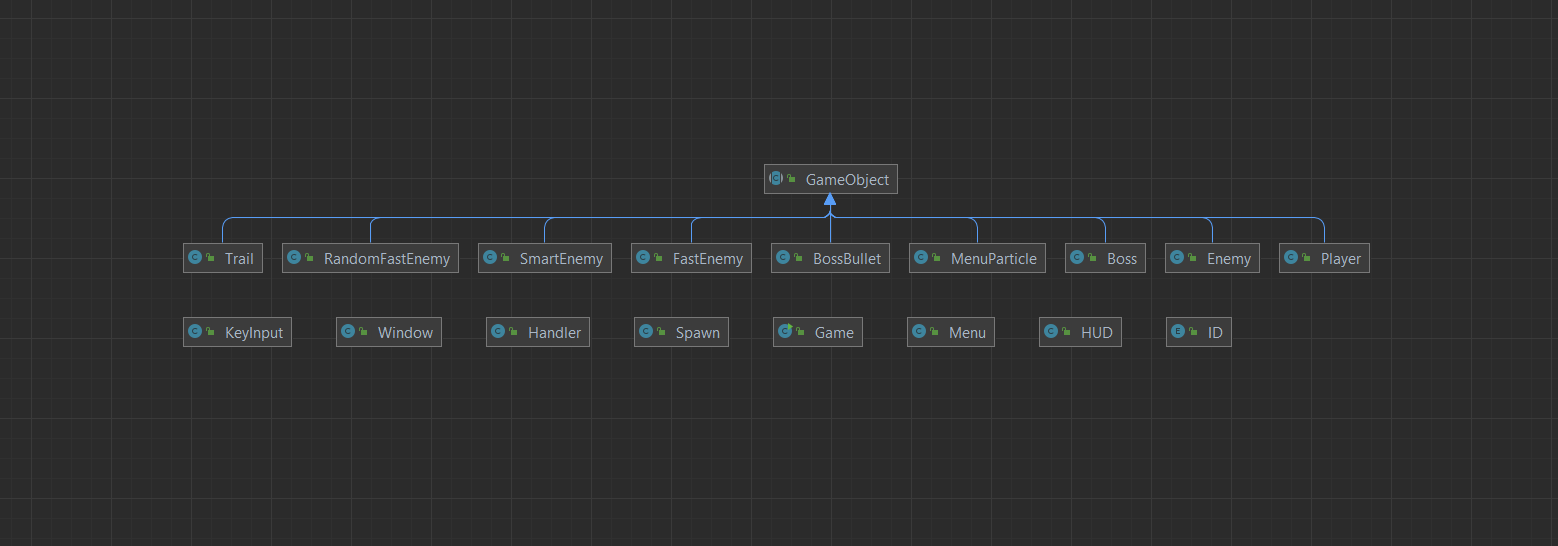 GameObject
Trail RandomFastEnemy SmartEnemy FastEnemy BossBullet MenuParticle Boss Enemy Player
KeyInput Window Handler Spawn Game Menu HUD ID